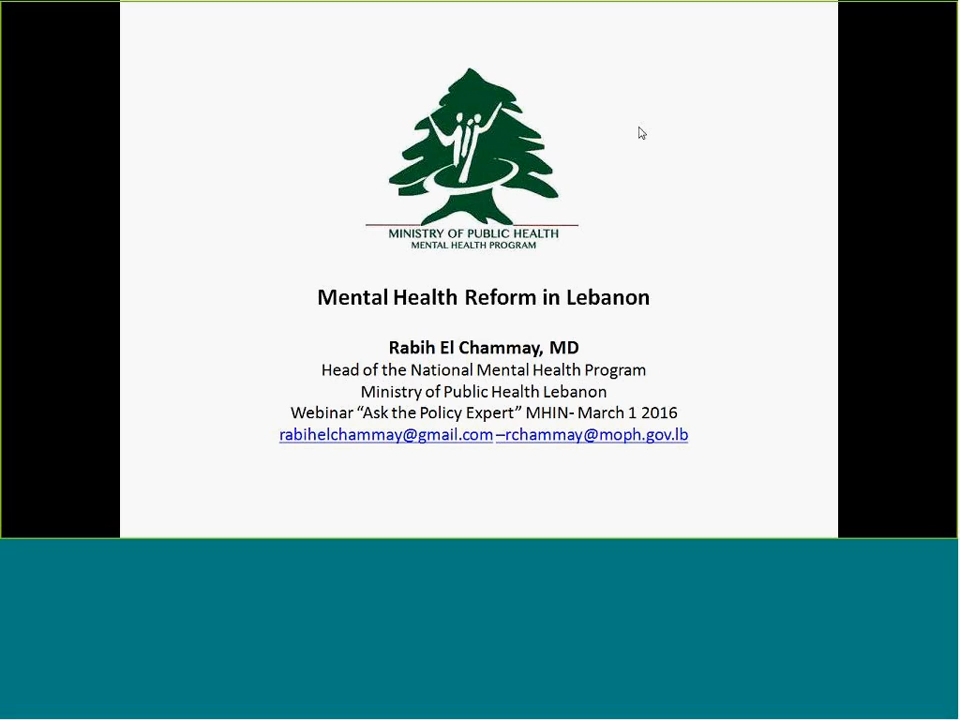 MINISTRY OF PUBLIC HEALTH
MENTAL HEALTH PROGRAM
Mental Health Reform in Lebanon
Rabih El Chammay, MD
Head of the National Mental Health Program
Ministry of Public Health Lebanon
Webinar “Ask the Policy Expert” MHIN- March 1 2016
rabihelchammay@gmail.com –rchammay@moph.gov.lb